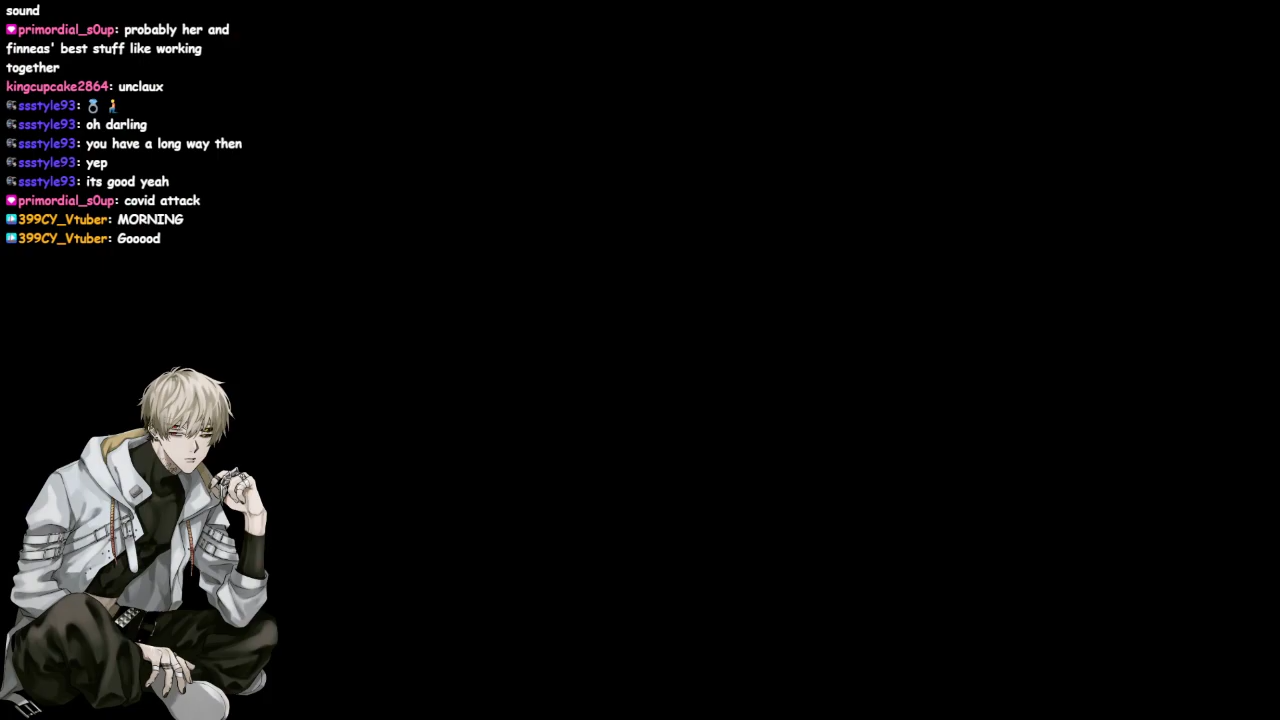 sound
primordial_s0up: probably her and
finneas' best stuff like working
together
kingcupcake2864: unclaux
ssstyle93: 💍 🧎
ssstyle93: oh darling
ssstyle93: you have a long way then
ssstyle93: yep
ssstyle93: its good yeah
primordial_s0up: covid attack
399CY_Vtuber: MORNING
399CY_Vtuber: Gooood